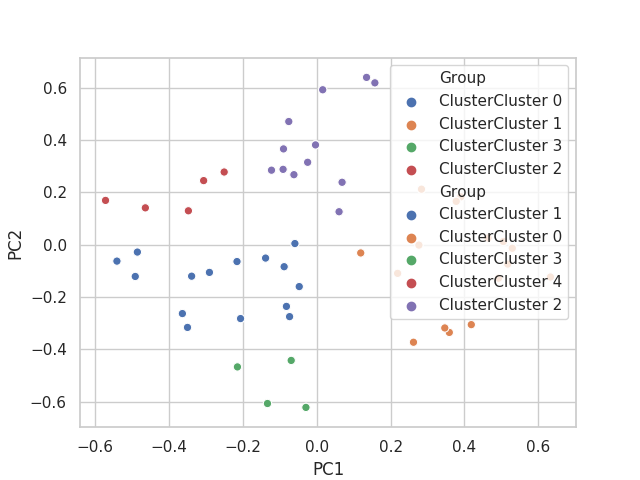 Group
ClusterCluster 0
ClusterCluster 1
ClusterCluster 3
ClusterCluster 2
Group
ClusterCluster 1
ClusterCluster 0
ClusterCluster 3
ClusterCluster 4
ClusterCluster 2
PC2
0.6
0.4
0.2
0.0
−0.2
−0.4
−0.6
−0.6 −0.4 −0.2 0.0 0.2 0.4 0.6
PC1